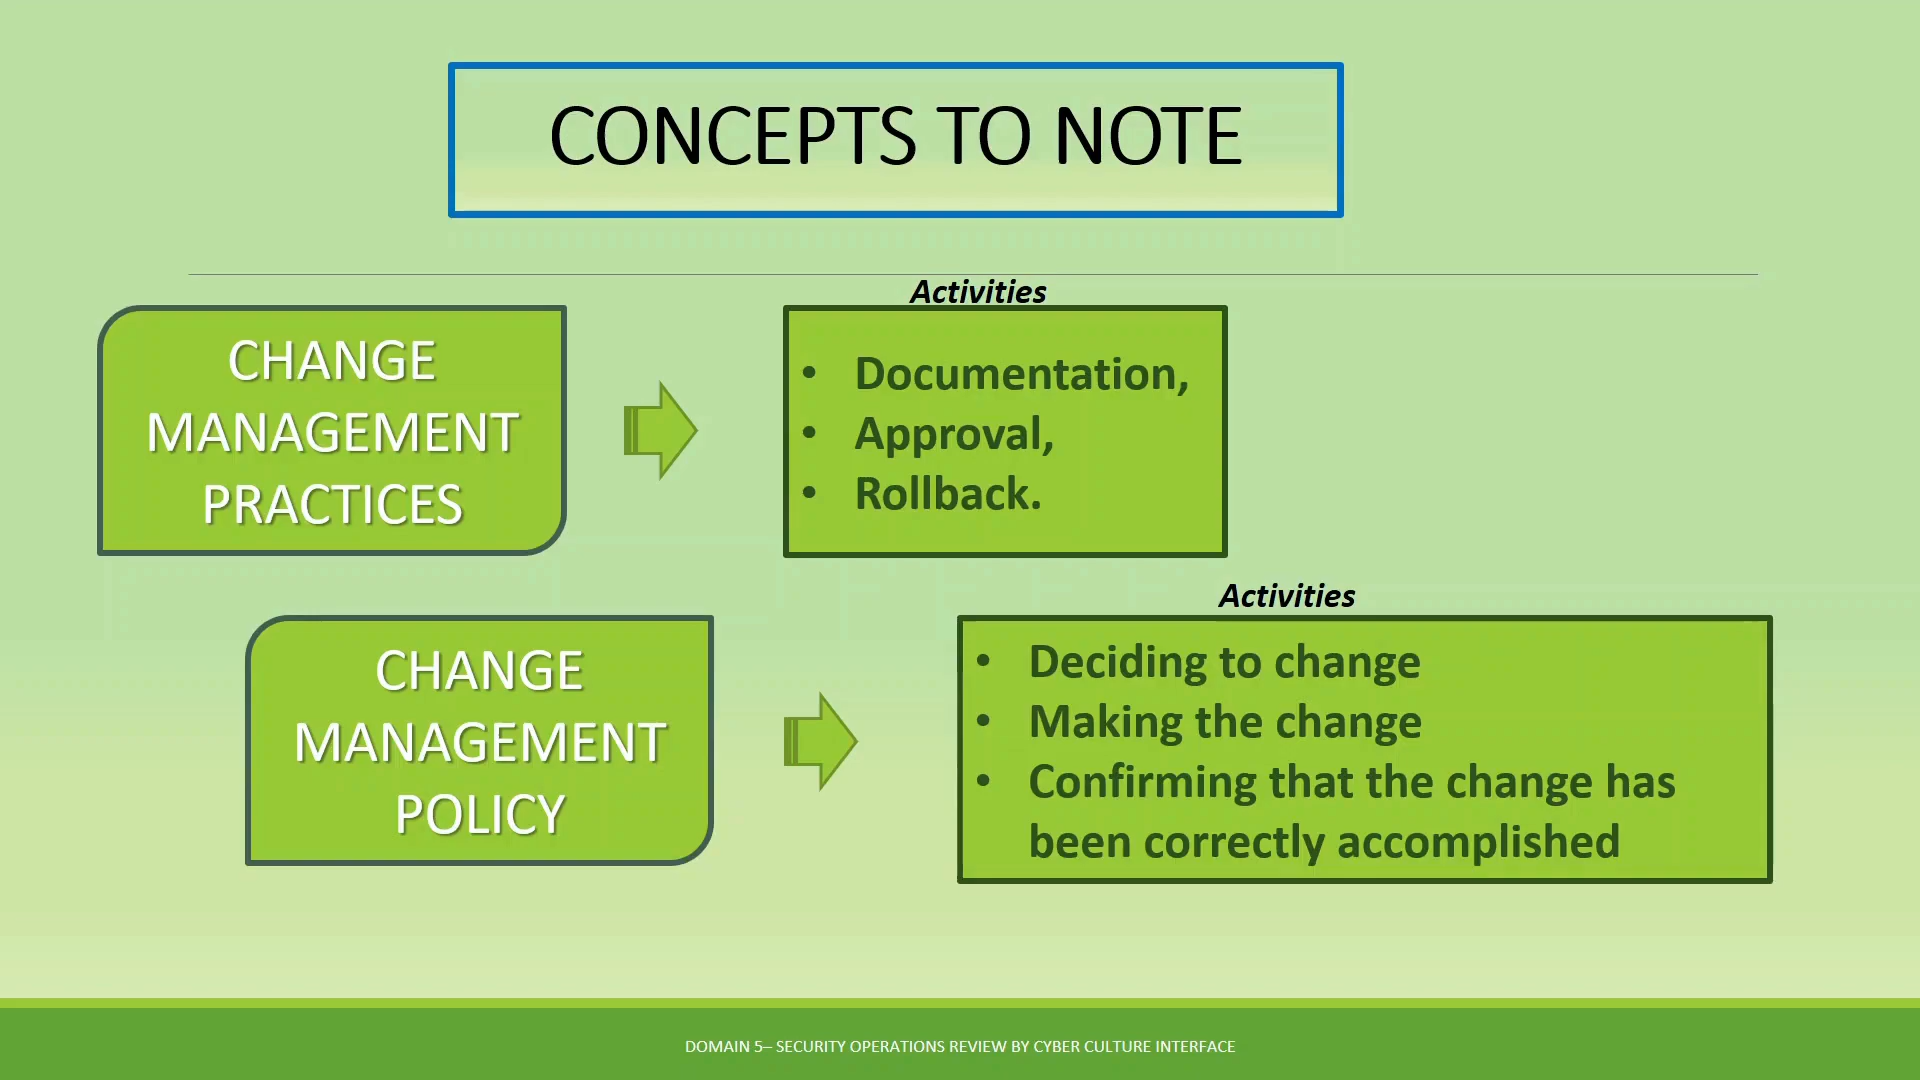 CONCEPTS TO NOTE
Activities
CHANGE
MANAGEMENT
PRACTICES
• Documentation,
• Approval,
• Rollback.
Activities
CHANGE
MANAGEMENT
POLICY
• Deciding to change
• Making the change
• Confirming that the change has
been correctly accomplished
DOMAIN 5– SECURITY OPERATIONS REVIEW BY CYBER CULTURE INTERFACE